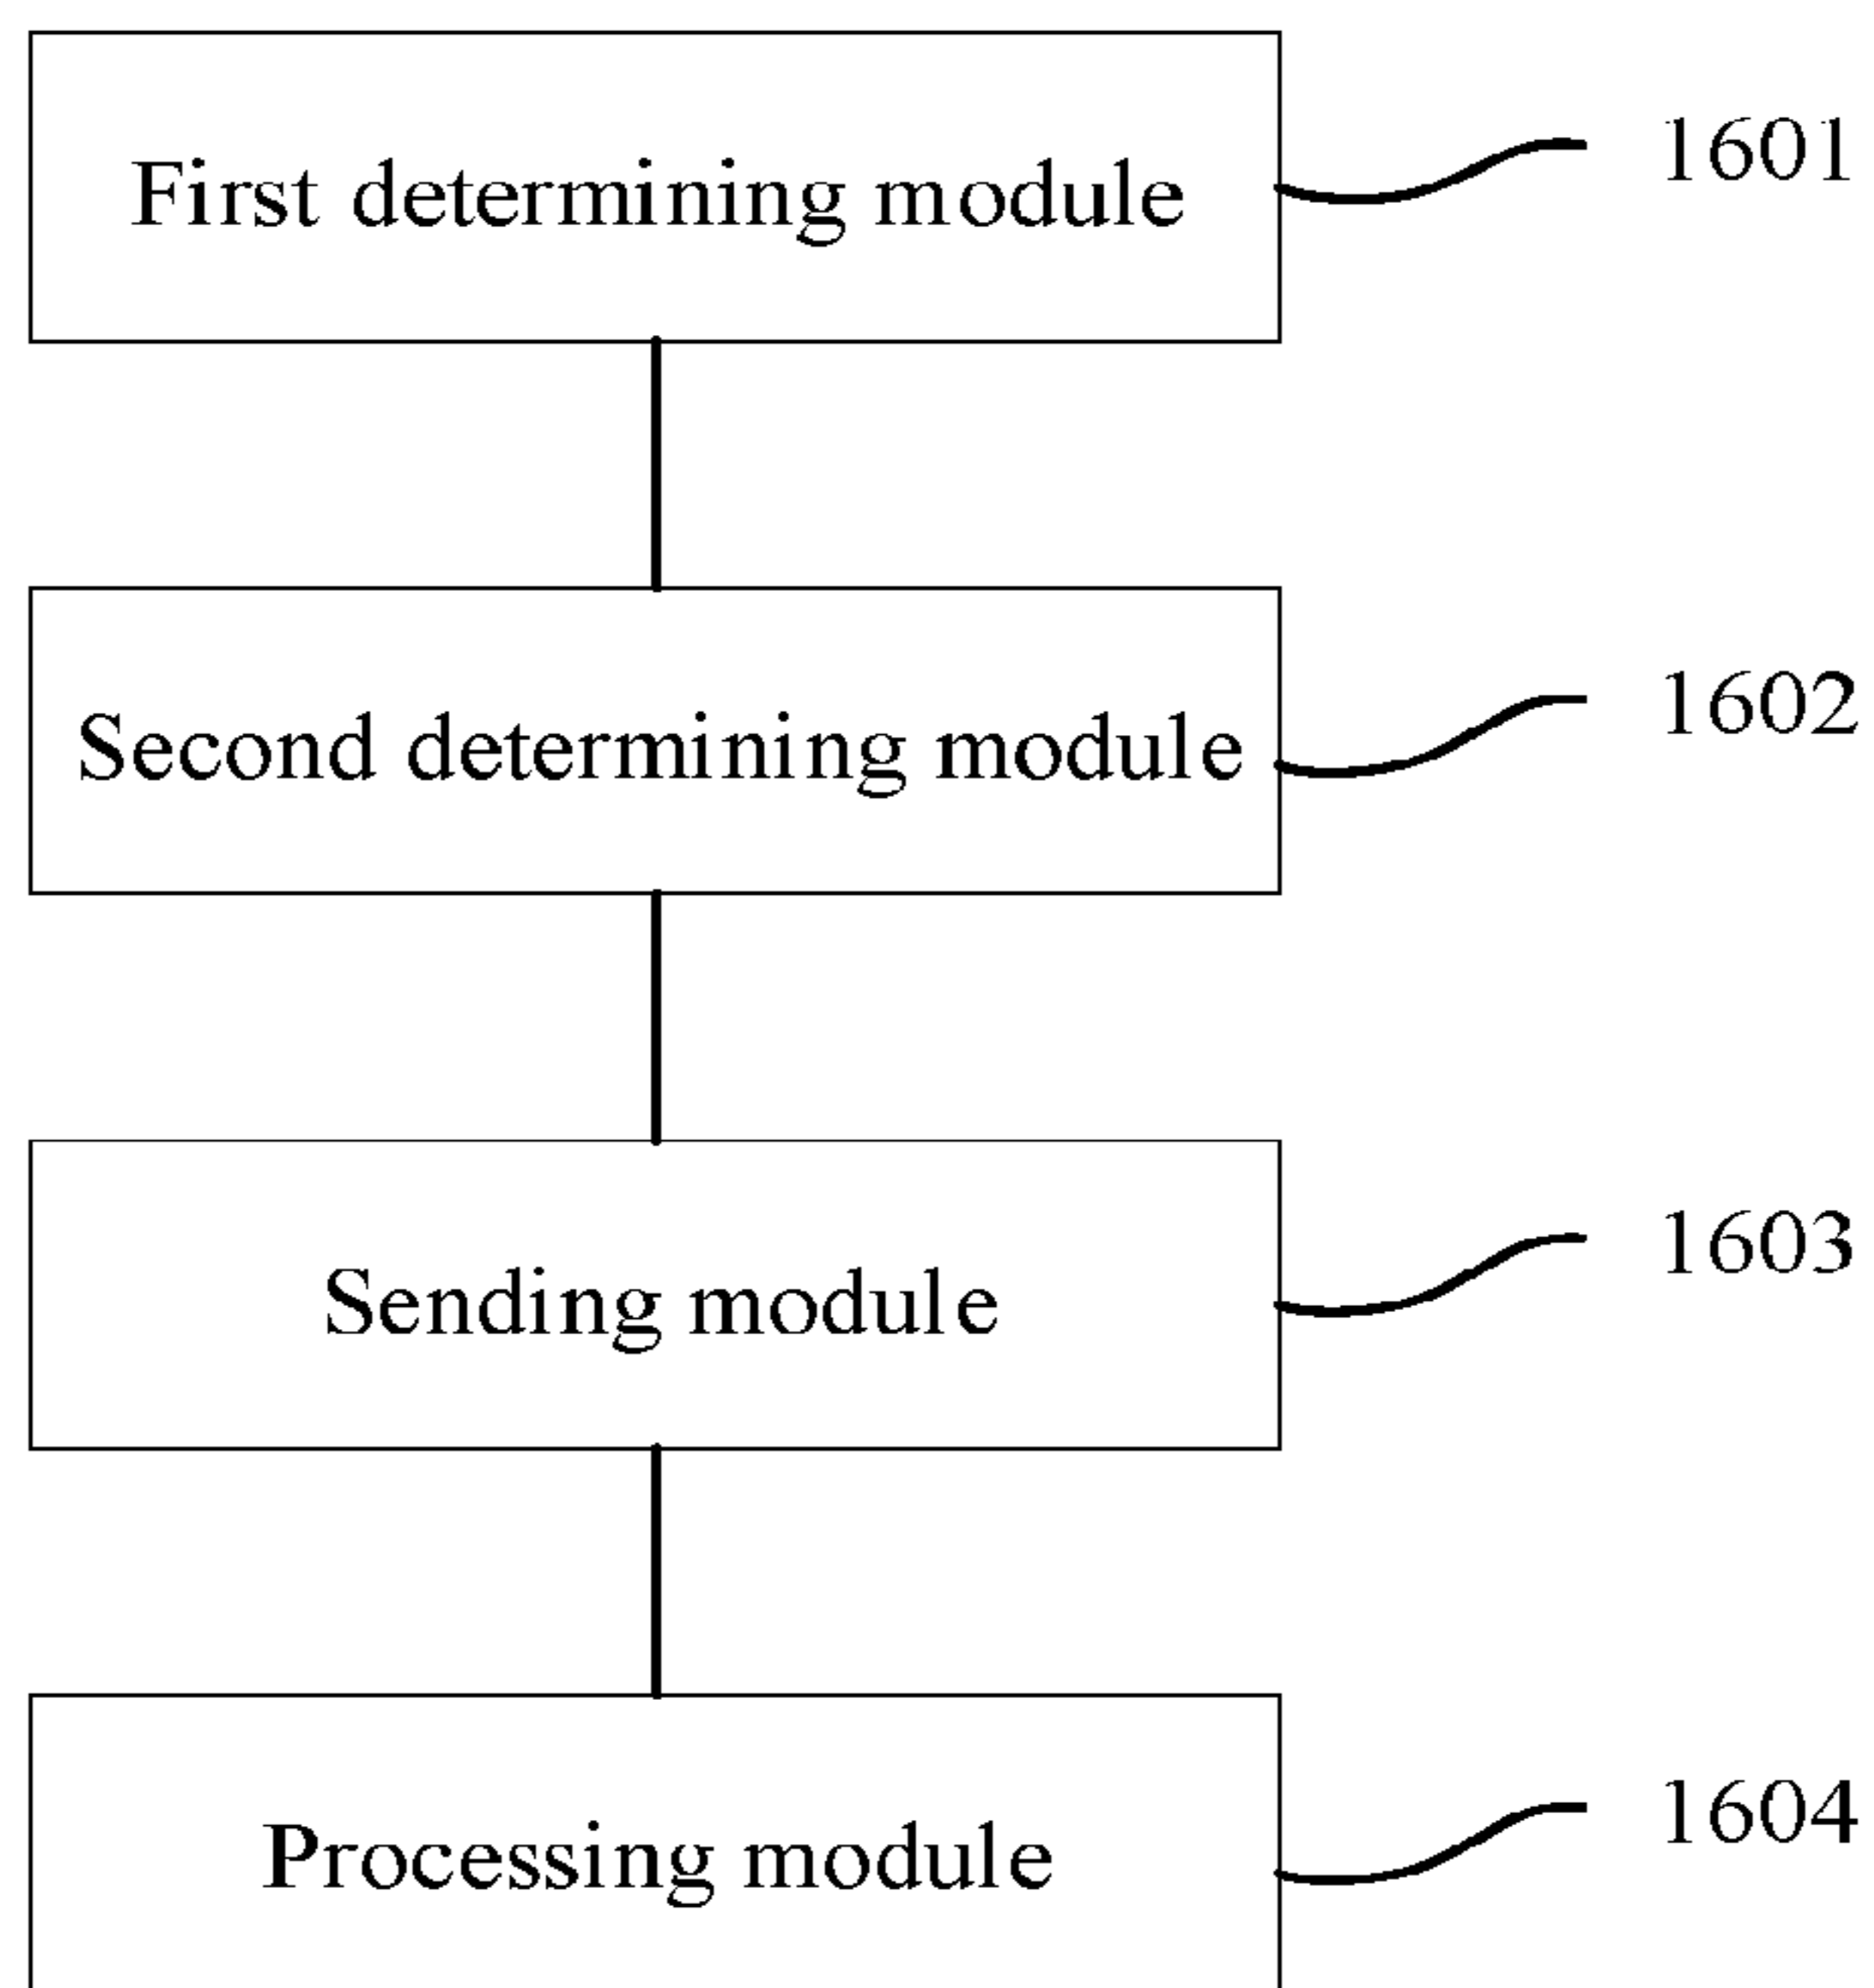 First determining module 1601
Second determining module 1602
Sending module 1603
Processing module 1604